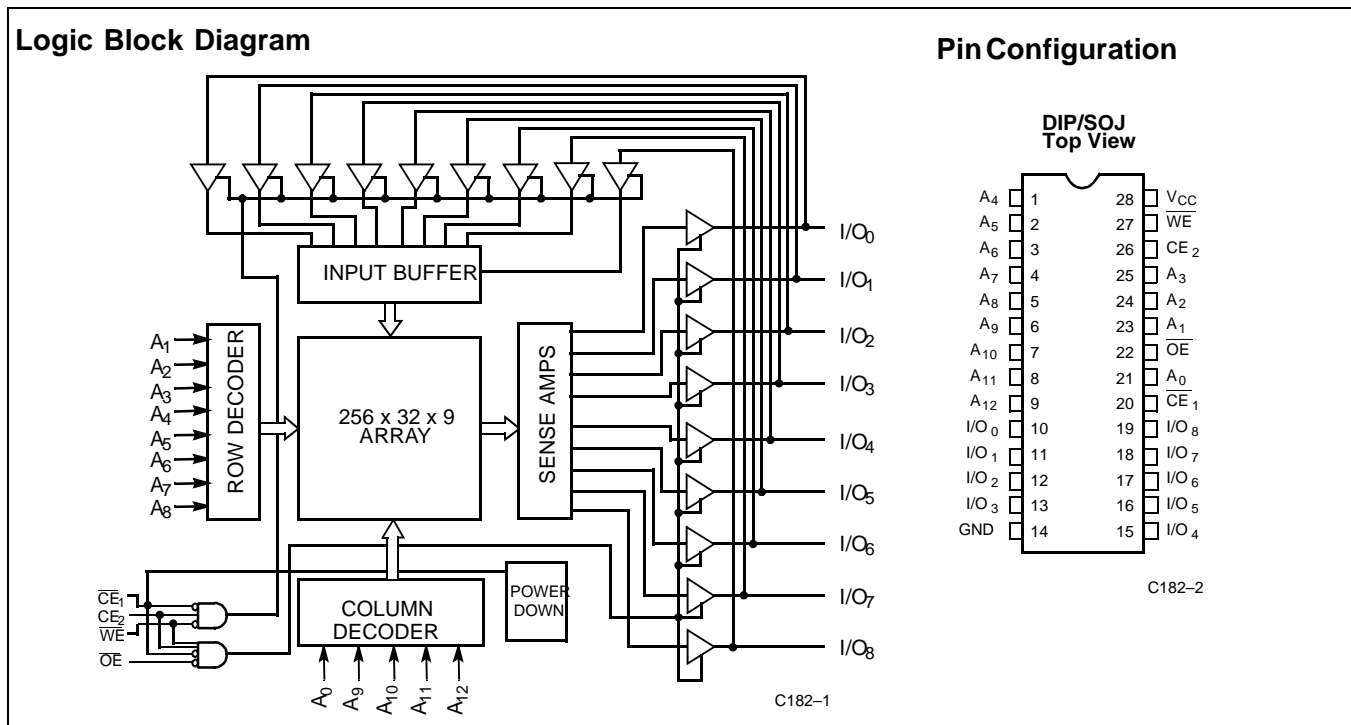 Logic Block Diagram
INPUT BUFFER
A1
A2
A3
A4
A5
A6
A7
A8
ROW DECODER
256 x 32 x 9
ARRAY
SENSE AMPS
I/O0
I/O1
I/O2
I/O3
I/O4
I/O5
I/O6
I/O7
I/O8
CE1
CE2
WE
OE
COLUMN
DECODER
POWER
DOWN
A0
A9
A10
A11
A12
C182–1
Pin Configuration
DIP/SOJ
Top View
A4 1 28 VCC
A5 2 27 WE
A6 3 26 CE2
A7 4 25 A3
A8 5 24 A2
A9 6 23 A1
A10 7 22 OE
A11 8 21 A0
A12 9 20 CE1
I/O0 10 19 I/O8
I/O1 11 18 I/O7
I/O2 12 17 I/O6
I/O3 13 16 I/O5
GND 14 15 I/O4
C182–2